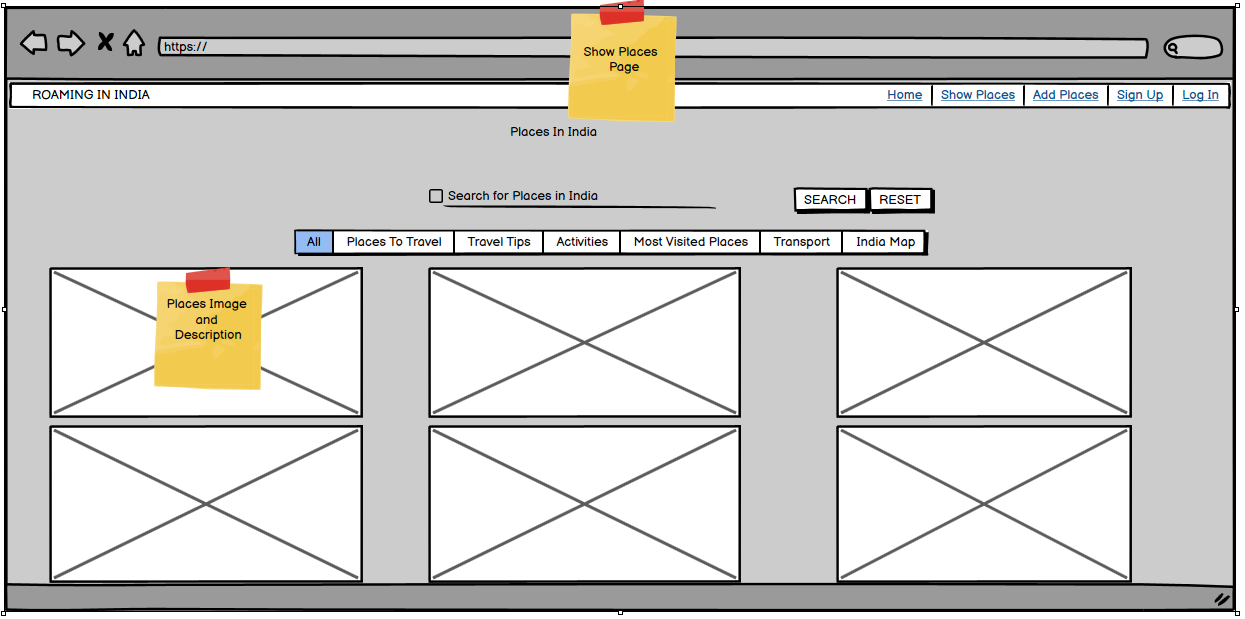 https://
Show Places
Page
ROAMING IN INDIA
Home
Show Places
Add Places
Sign Up
Log In
Places In India
Search for Places in India
SEARCH
RESET
All
Places To Travel
Travel Tips
Activities
Most Visited Places
Transport
India Map
Places Image
and
Description